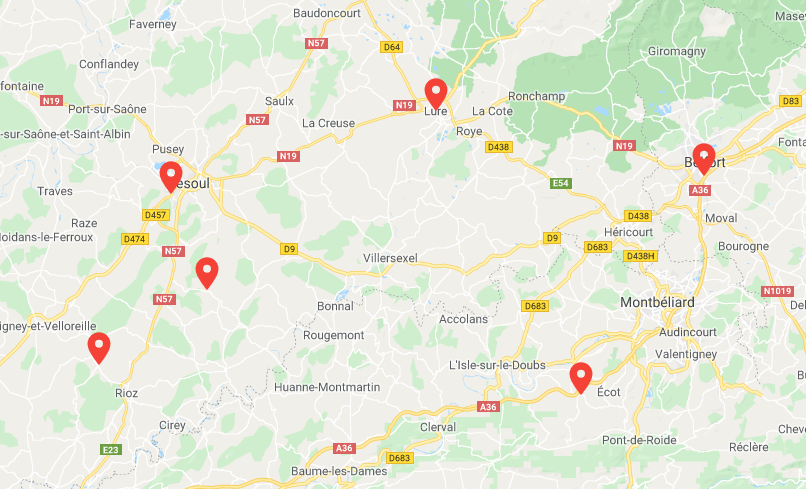 Baudoncourt
Masev
Faverney
N57
D64
Giromagny
Conflandey
fontaine
N19
Port-sur-Saône
Saulx
N19
Lure
La Cote
Ronchamp
D83
N57
La Creuse
Roye
-sur-Saône-et-Saint-Albin
Pusey
N19
D438
N19
Fonta
Belfort
esoul
E54
A36
Traves
D457
D438
Moval
Raze
Noidans-le-Ferroux
D474
N57
D9
D9
D683
Héricourt
Bourogne
D438H
Villersexel
N57
Bonnal
D683
Montbéliard
N1019
Del
igney-et-Velloreille
Accolans
Rougemont
Audincourt
Valentigney
L'Isle-sur-le-Doubs
Rioz
Huanne-Montmartin
Écot
Bu
A36
Cirey
Clerval
Cheve
E23
A36
D683
Pont-de-Roide
Réclère
Baume-les-Dames